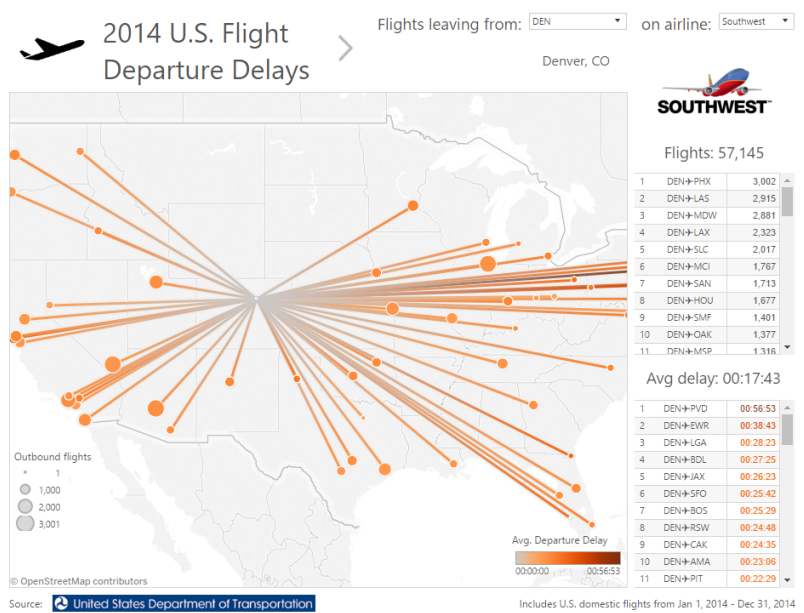 2014 U.S. Flight
Departure Delays
Flights leaving from: DEN
on airline: Southwest
Denver, CO
SOUTHWEST
Flights: 57,145
1 DEN✈PHX 3,002
2 DEN✈LAS 2,915
3 DEN✈MDW 2,881
4 DEN✈LAX 2,323
5 DEN✈SLC 2,017
6 DEN✈MCI 1,767
7 DEN✈SAN 1,713
8 DEN✈HOU 1,677
9 DEN✈SMF 1,401
10 DEN✈OAK 1,377
11 DEN✈MSP 1,316
Avg delay: 00:17:43
1 DEN✈PVD 00:56:53
2 DEN✈EWR 00:38:43
3 DEN✈LGA 00:28:23
4 DEN✈BDL 00:27:25
5 DEN✈JAX 00:26:23
6 DEN✈SFO 00:25:42
7 DEN✈BOS 00:25:29
8 DEN✈RSW 00:24:48
9 DEN✈CAK 00:24:35
10 DEN✈AMA 00:23:06
11 DEN✈PIT 00:22:29
Outbound flights
1
1,000
2,000
3,001
Avg. Departure Delay
00:00:00 00:56:53
© OpenStreetMap contributors
Source: United States Department of Transportation
Includes U.S. domestic flights from Jan 1, 2014 - Dec 31, 2014